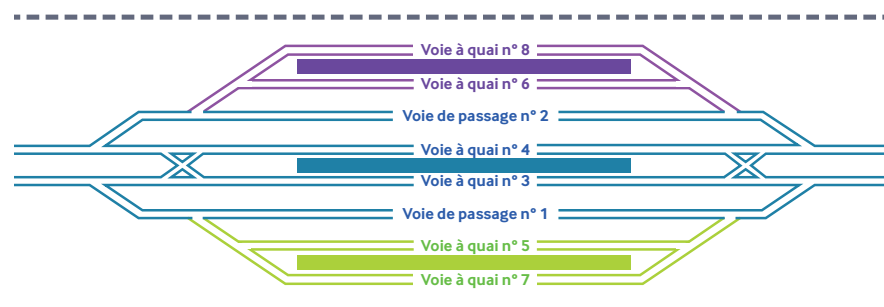 Voie à quai n° 8
Voie à quai n° 6
Voie de passage n° 2
Voie à quai n° 4
Voie à quai n° 3
Voie de passage n° 1
Voie à quai n° 5
Voie à quai n° 7